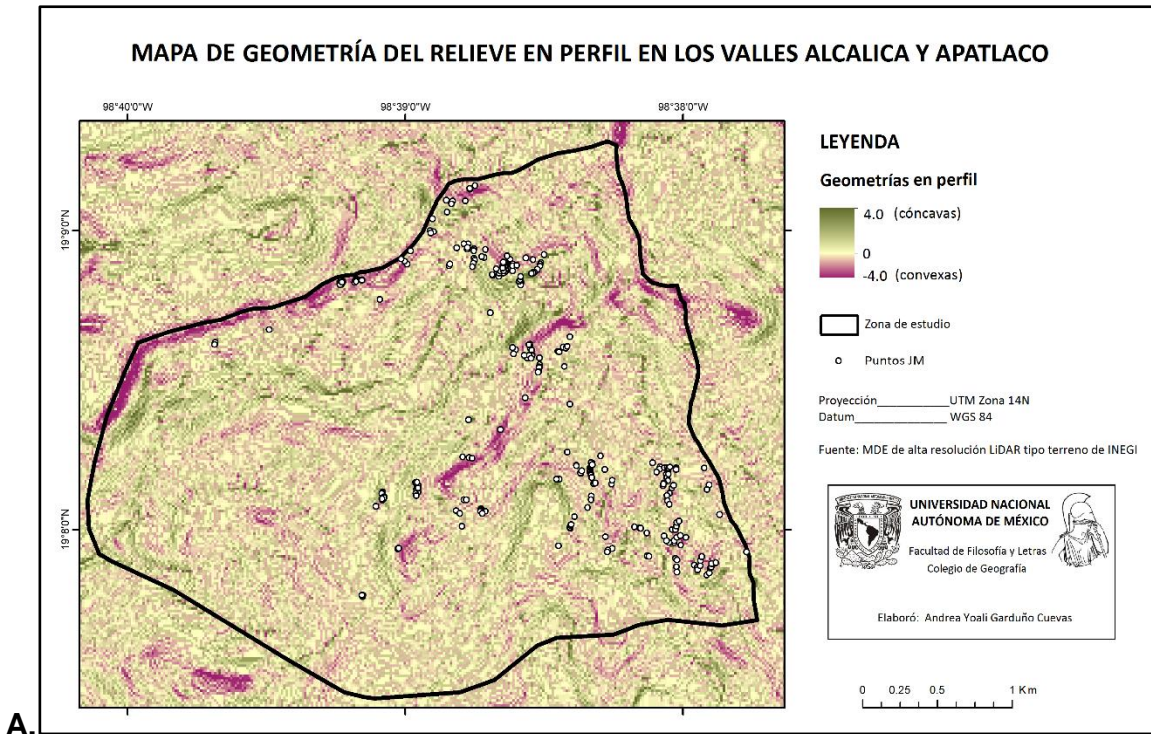 MAPA DE GEOMETRÍA DEL RELIEVE EN PERFIL EN LOS VALLES ALCALICA Y APATLACO
98°40'0"W
98°39'0"W
98°38'0"W
19°9'0"N
19°8'0"N
LEYENDA
Geometrías en perfil
4.0 (cóncavas)
0
-4.0 (convexas)
Zona de estudio
Puntos JM
Proyección___________UTM Zona 14N
Datum______________ WGS 84
Fuente: MDE de alta resolución LiDAR tipo terreno de INEGI
UNIVERSIDAD NACIONAL
AUTÓNOMA DE MÉXICO
Facultad de Filosofía y Letras
Colegio de Geografía
Elaboró: Andrea Yoali Garduño Cuevas
0 0.25 0.5 1 Km
A.